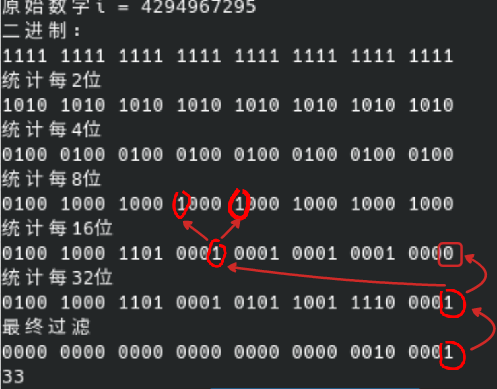 原始数字i = 4294967295
二进制:
1111 1111 1111 1111 1111 1111 1111 1111
统计每2位
1010 1010 1010 1010 1010 1010 1010 1010
统计每4位
0100 0100 0100 0100 0100 0100 0100 0100
统计每8位
0100 1000 1000 1000 1000 1000 1000 1000
统计每16位
0100 1000 1101 0001 0001 0001 0001 0000
统计每32位
0100 1000 1101 0001 0101 1001 1110 0001
最终过滤
0000 0000 0000 0000 0000 0000 0010 0001
33